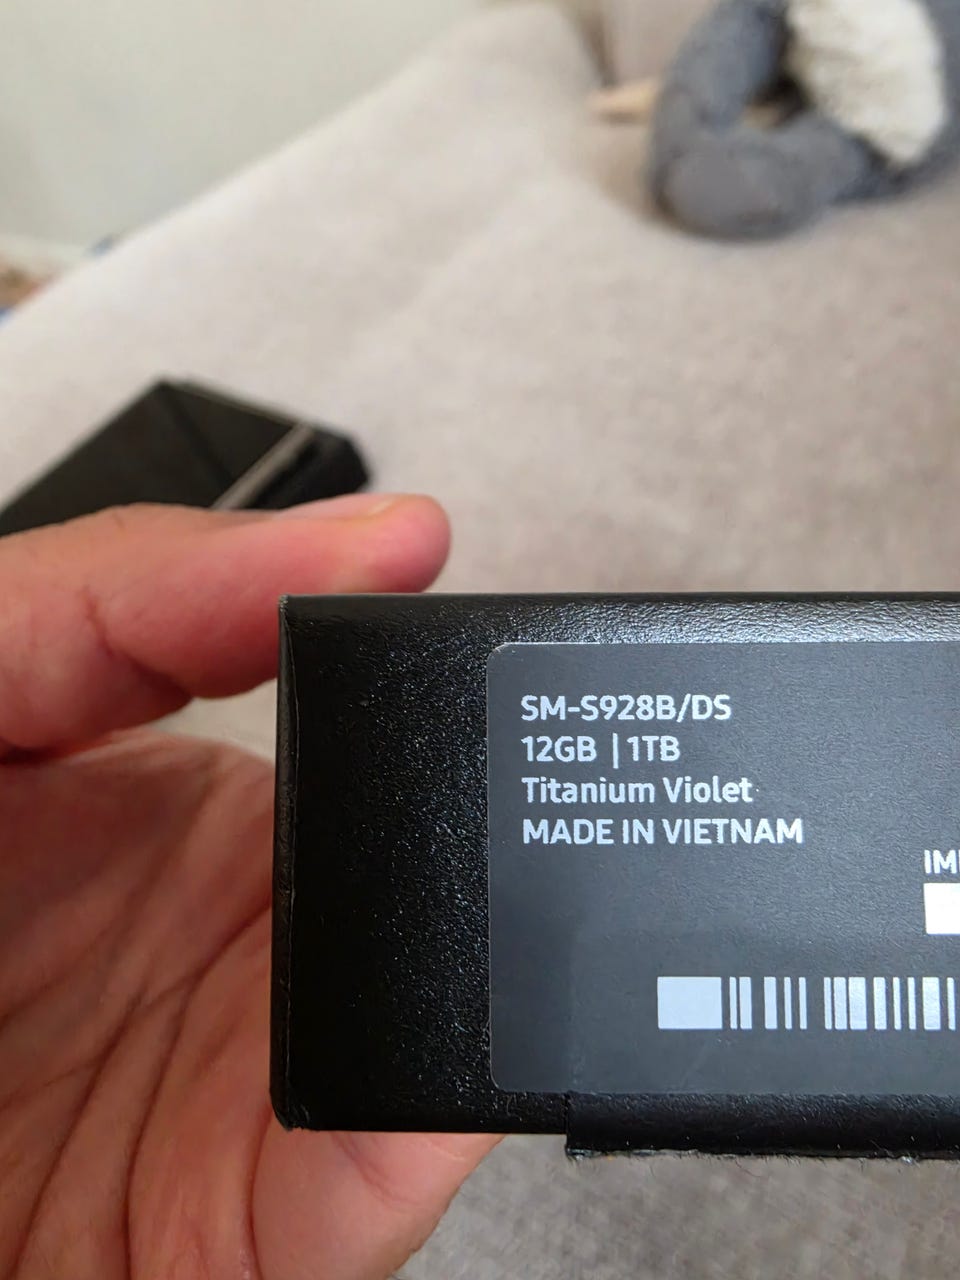 SM-S928B/DS
12GB | 1TB
Titanium Violet
MADE IN VIETNAM